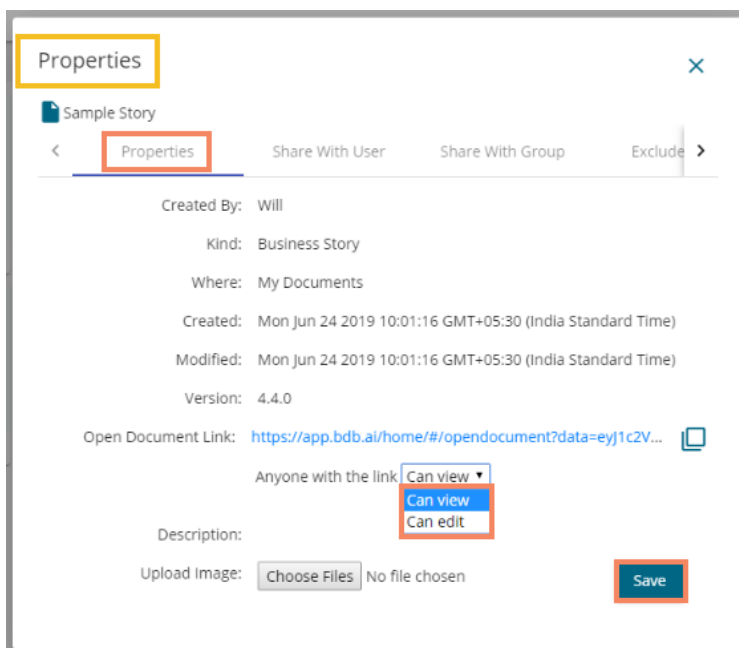 Properties
Sample Story
Properties Share With User Share With Group Exclude
Created By: Will
Kind: Business Story
Where: My Documents
Created: Mon Jun 24 2019 10:01:16 GMT+05:30 (India Standard Time)
Modified: Mon Jun 24 2019 10:01:16 GMT+05:30 (India Standard Time)
Version: 4.4.0
Open Document Link: https://app.bdb.ai/home/#/opendocument?data=eyJ1c2V...
Anyone with the link Can view
Can view
Can edit
Description:
Upload Image: Choose Files No file chosen
Save